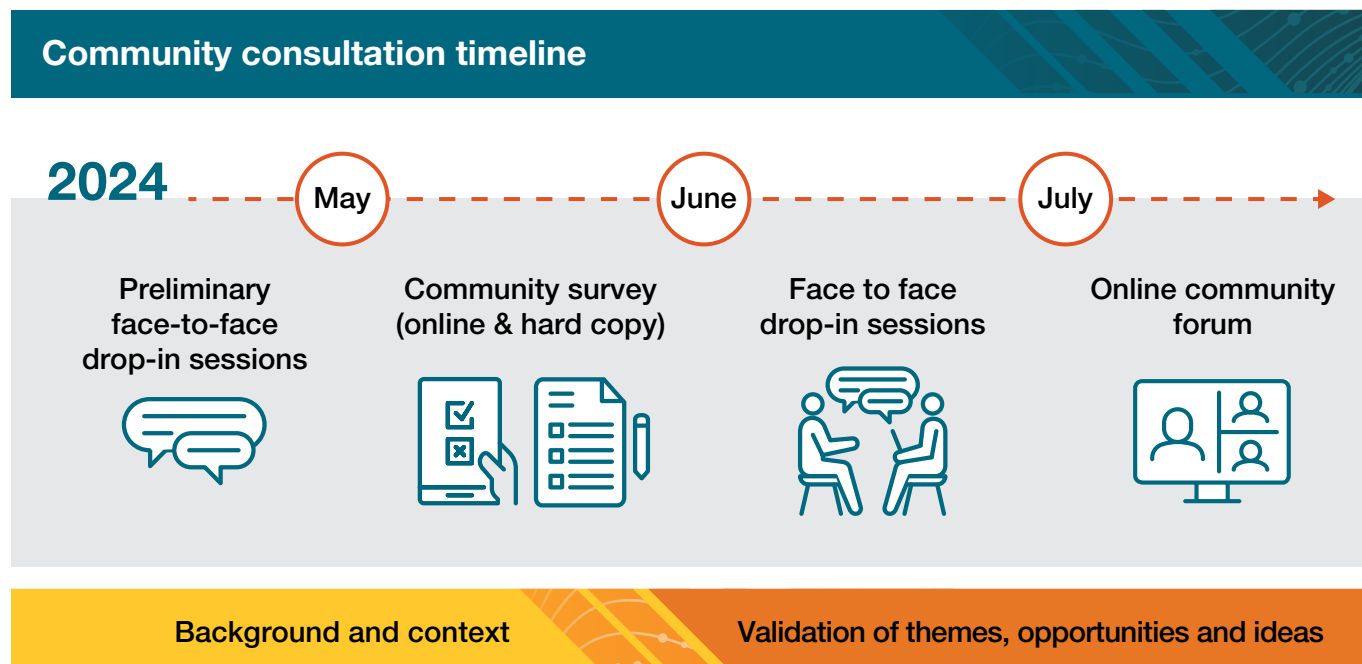 Community consultation timeline
2024
May
June
July
Preliminary
face-to-face
drop-in sessions
Community survey
(online & hard copy)
Face to face
drop-in sessions
Online community
forum
Background and context
Validation of themes, opportunities and ideas